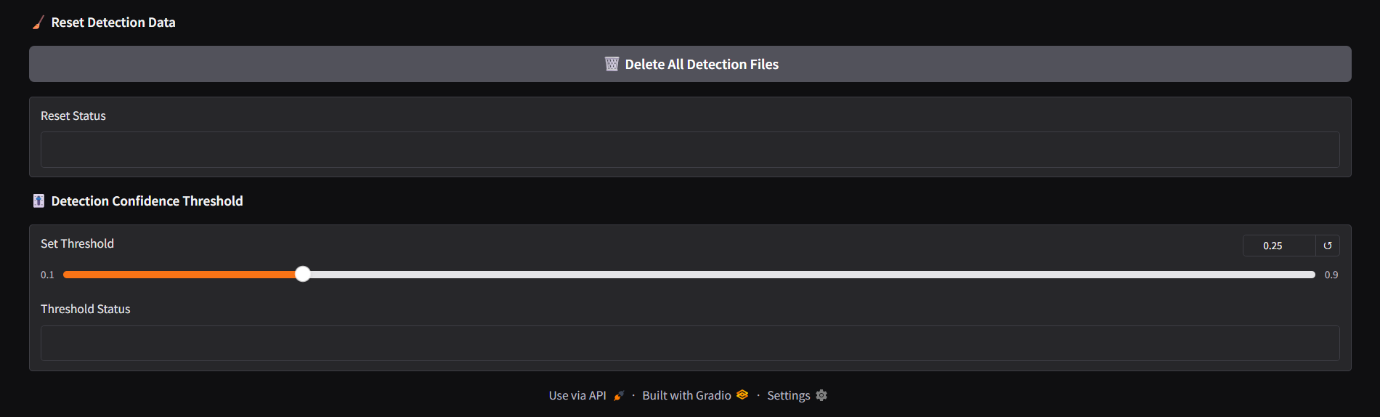 Reset Detection Data
Delete All Detection Files
Reset Status
Detection Confidence Threshold
Set Threshold
0.25
0.1
0.9
Threshold Status
Use via API · Built with Gradio · Settings